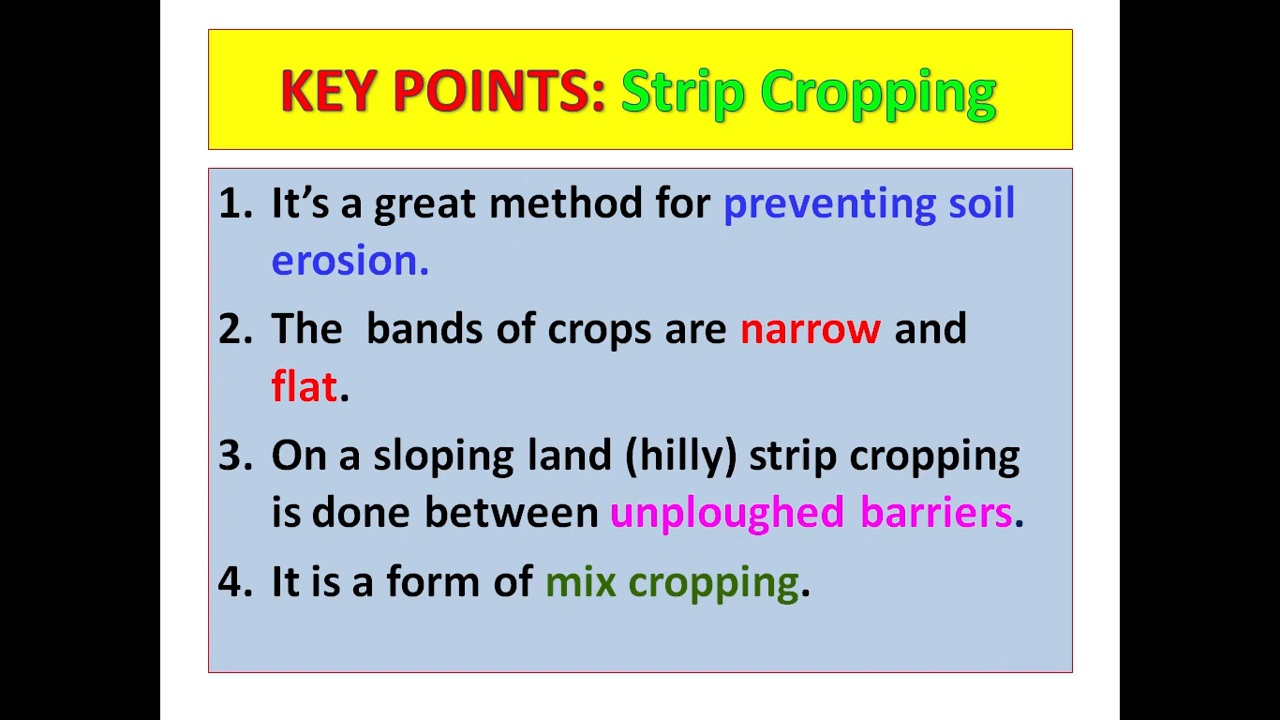 KEY POINTS: Strip Cropping
1. It’s a great method for preventing soil
erosion.
2. The  bands of crops are narrow and
flat.
3. On a sloping land (hilly) strip cropping
is done between unploughed barriers.
4. It is a form of mix cropping.